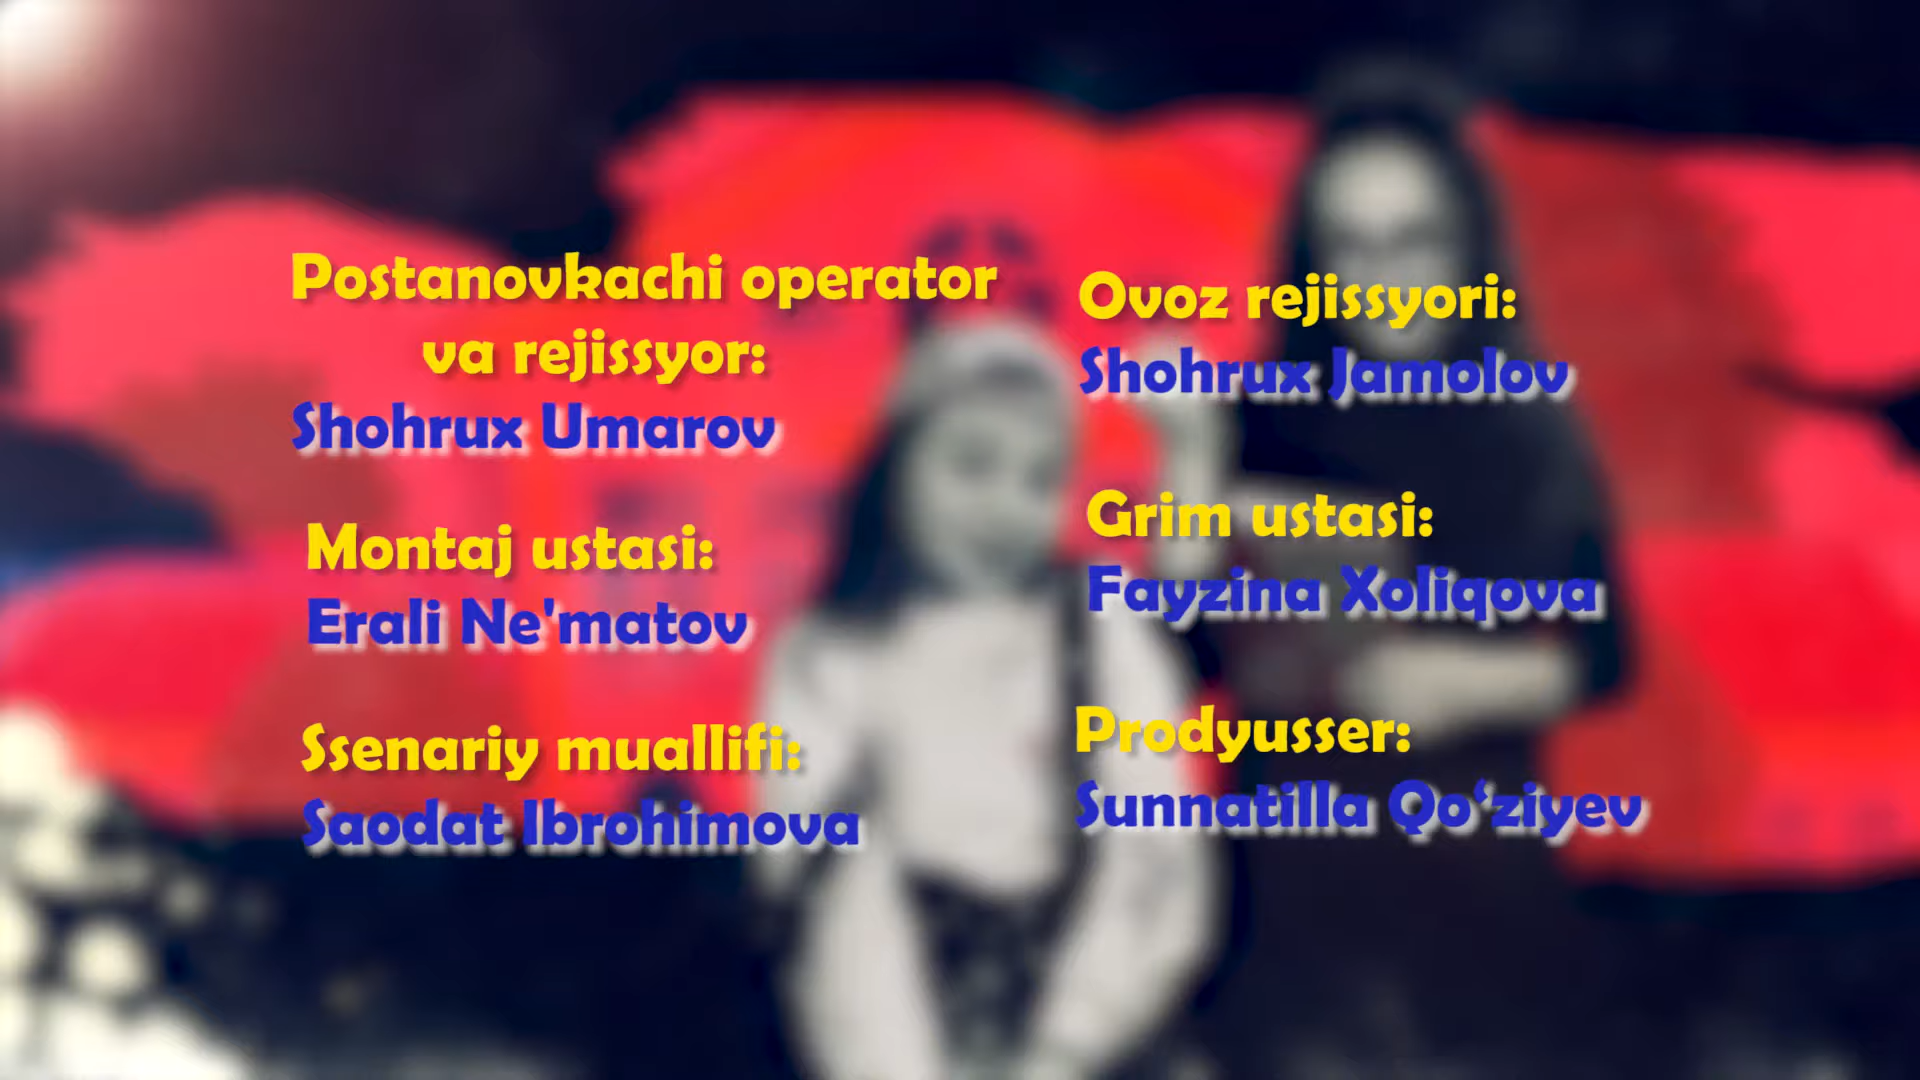 Postanovkachi operator
va rejissyor:
Shohrux Umarov
Montaj ustasi:
Erali Ne'matov
Ssenariy muallifi:
Saodat Ibrohimova
Ovoz rejissyori:
Shohrux Jamolov
Grim ustasi:
Fayzina Xoliqova
Prodyusser:
Sunnatilla Qo‘ziyev